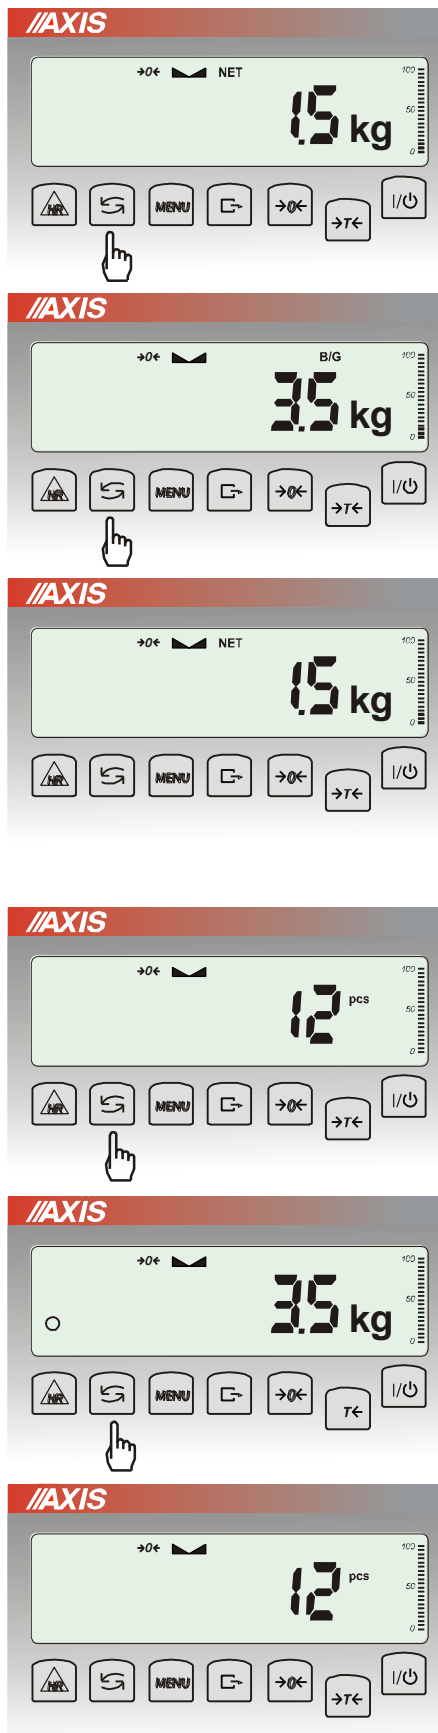 AXIS
→0← NET 100
1.5 kg 50
0
HR MENU →0← →T← I/⏻
AXIS
→0← B/G 100
3.5 kg 50
0
HR MENU →0← →T← I/⏻
AXIS
→0← NET 100
1.5 kg 50
0
HR MENU →0← →T← I/⏻
AXIS
→0← 100
12 pcs 50
0
HR MENU →0← →T← I/⏻
AXIS
→0← 100
3.5 kg 50
0
HR MENU →0← T← I/⏻
AXIS
→0← 100
12 pcs 50
0
HR MENU →0← →T← I/⏻